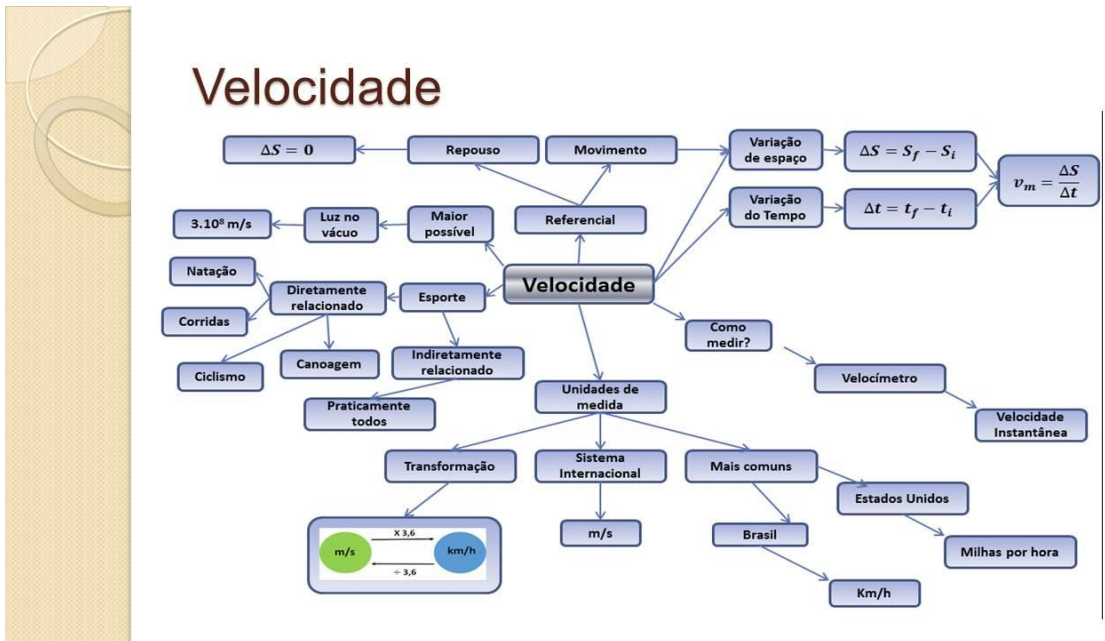 Velocidade
ΔS = 0
Repouso
Movimento
Variação
de espaço
ΔS = S_f − S_i
v_m = ΔS/Δt
Variação
do Tempo
Δt = t_f − t_i
3.10⁸ m/s
Luz no
vácuo
Maior
possível
Referencial
Velocidade
Natação
Diretamente
relacionado
Esporte
Corridas
Como
medir?
Ciclismo
Canoagem
Indiretamente
relacionado
Velocímetro
Praticamente
todos
Unidades de
medida
Velocidade
Instantânea
Transformação
Sistema
Internacional
Mais comuns
Estados Unidos
m/s
X 3,6
km/h
÷ 3,6
m/s
Brasil
Milhas por hora
Km/h